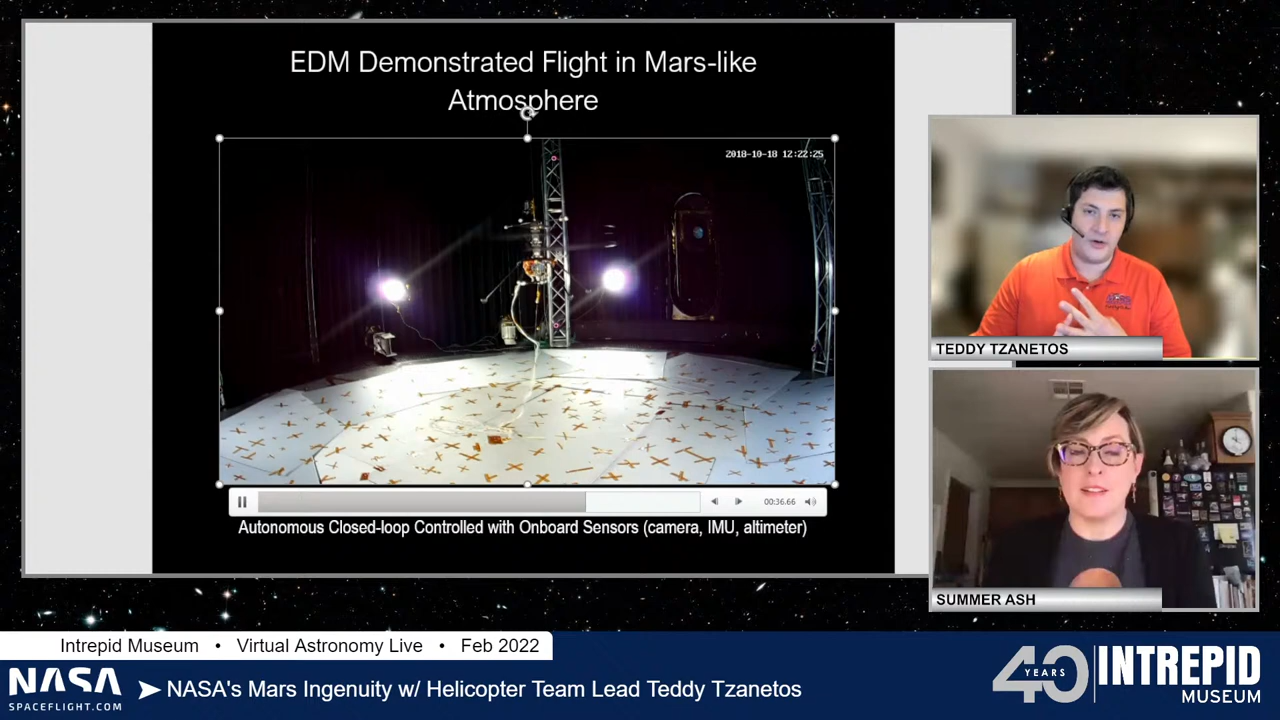 EDM Demonstrated Flight in Mars-like
Atmosphere
2018-10-18 12:22:25
00:36.66
Autonomous Closed-loop Controlled with Onboard Sensors (camera, IMU, altimeter)
TEDDY TZANETOS
SUMMER ASH
Intrepid Museum • Virtual Astronomy Live • Feb 2022
NASA
SPACEFLIGHT.COM
NASA's Mars Ingenuity w/ Helicopter Team Lead Teddy Tzanetos
40
YEARS
INTREPID
MUSEUM